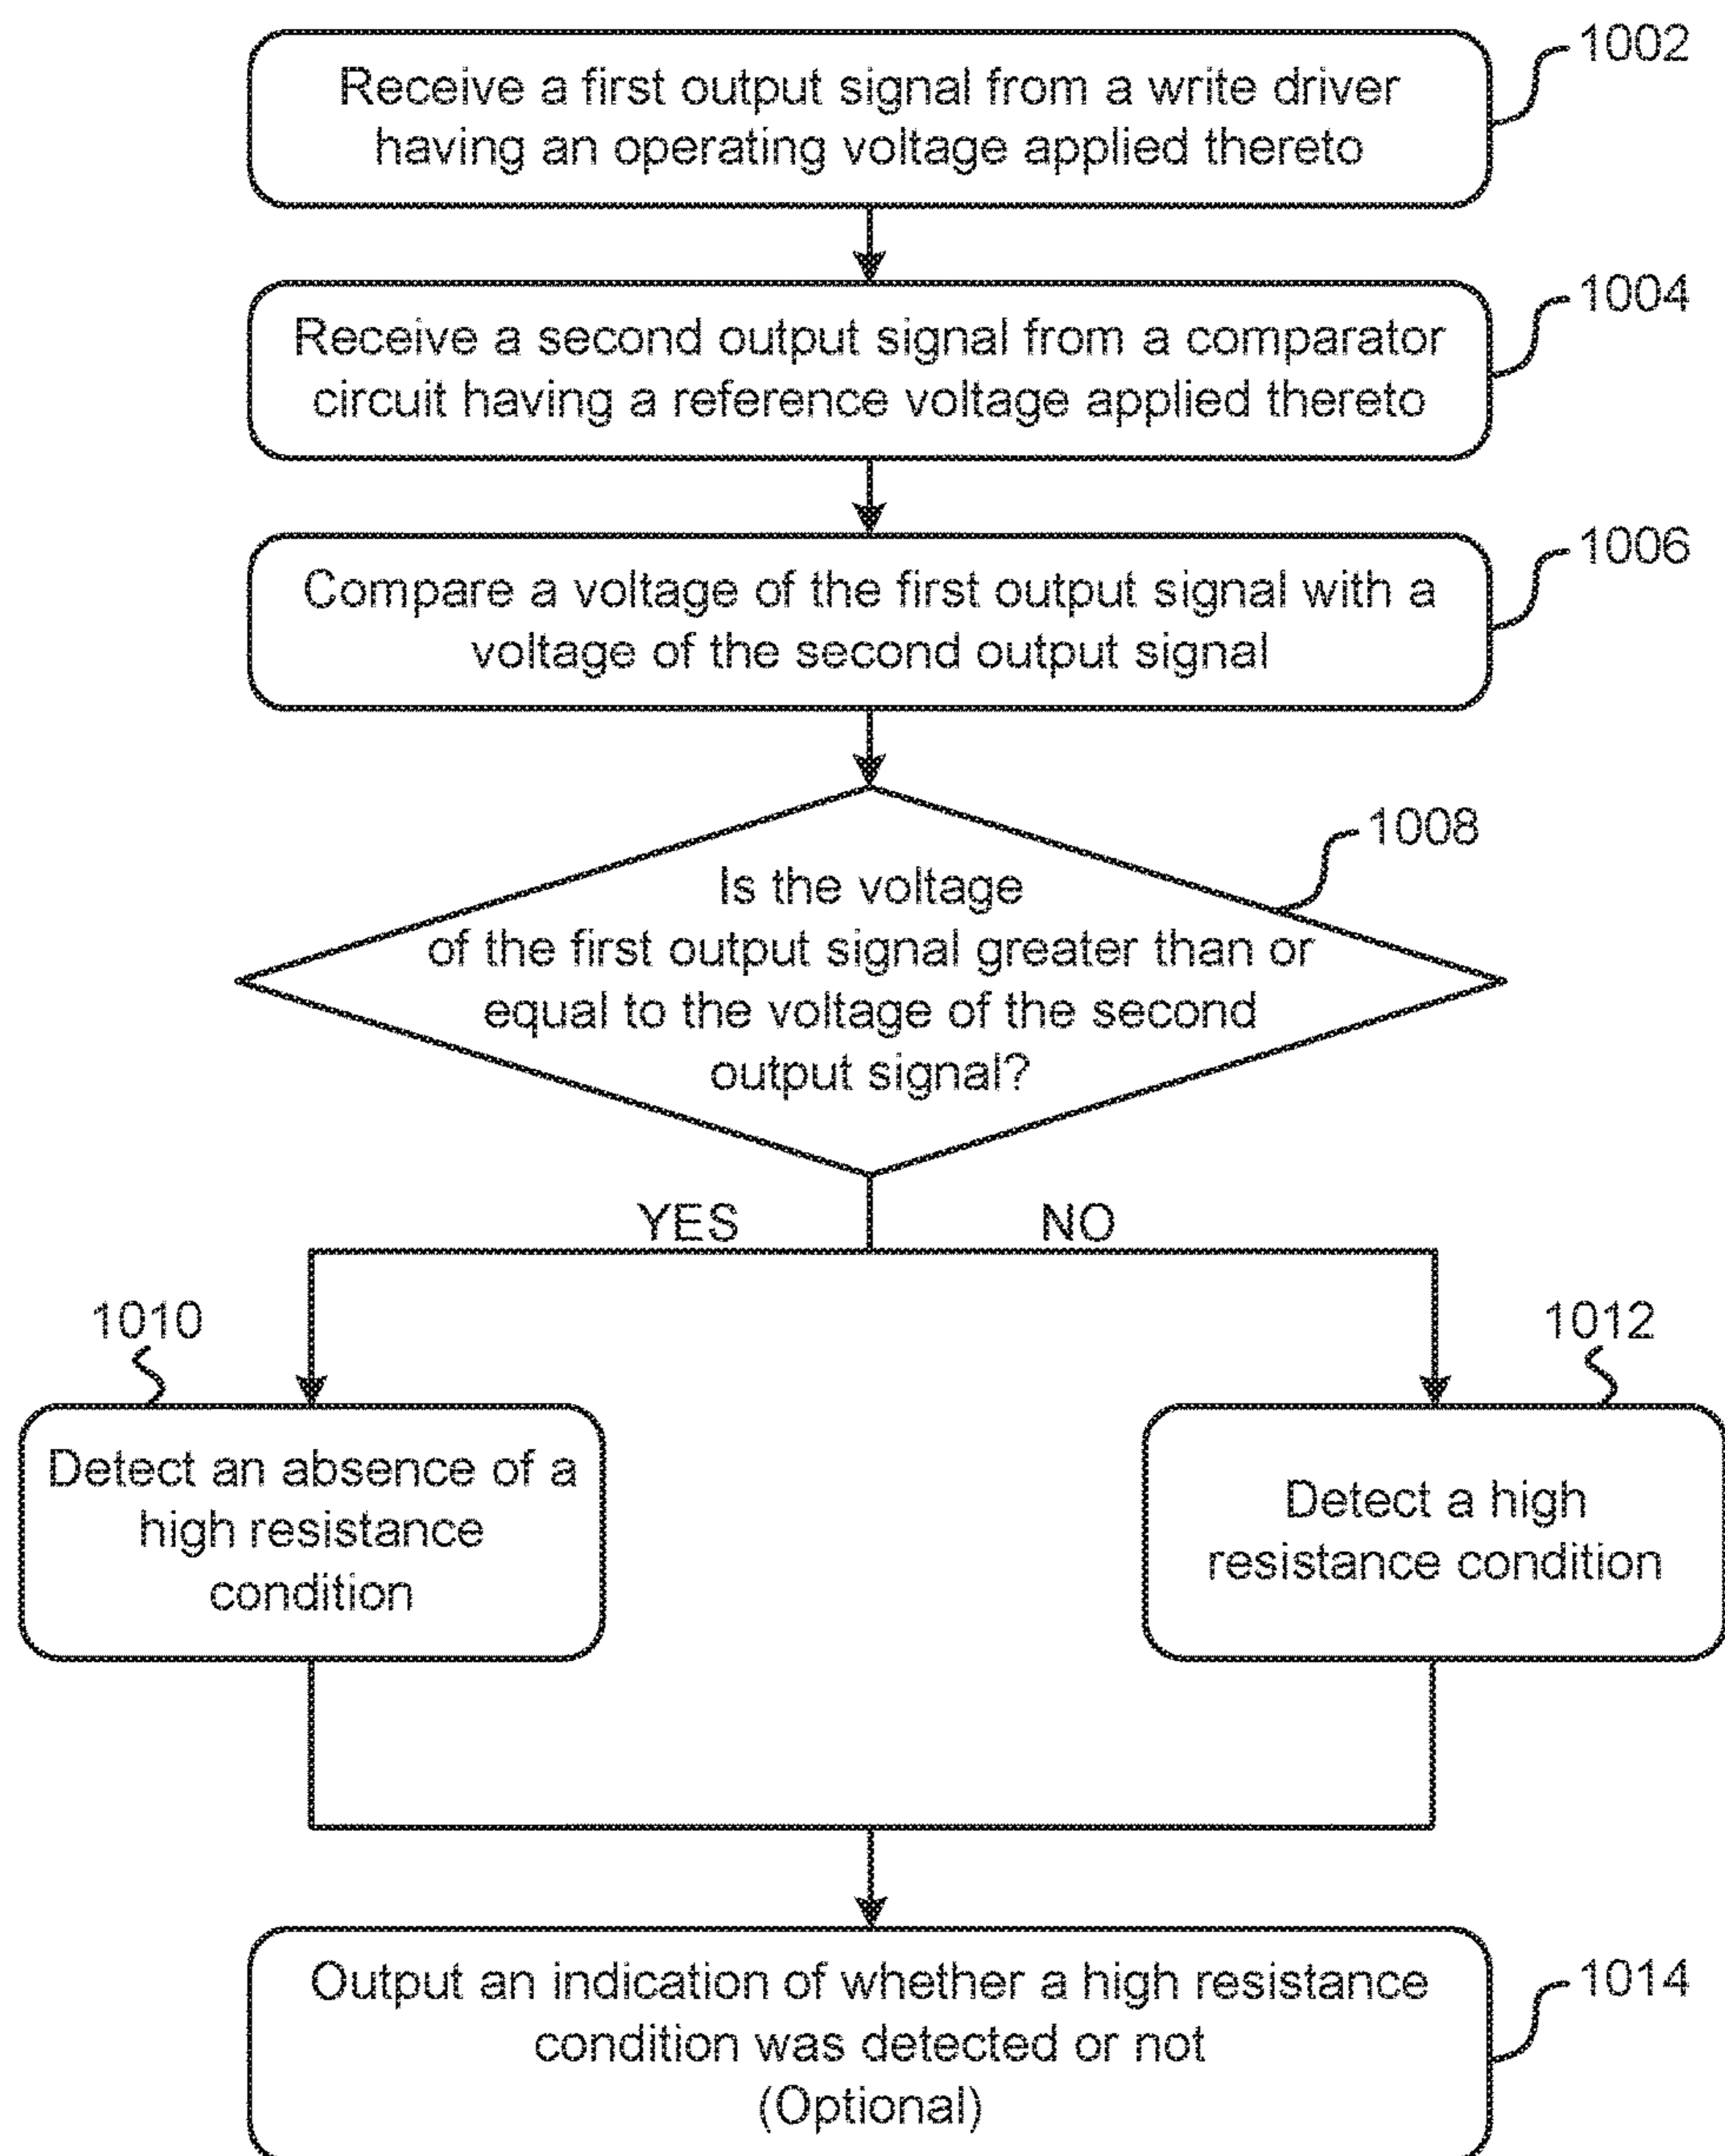 1002
Receive a first output signal from a write driver
having an operating voltage applied thereto
1004
Receive a second output signal from a comparator
circuit having a reference voltage applied thereto
1006
Compare a voltage of the first output signal with a
voltage of the second output signal
1008
Is the voltage
of the first output signal greater than or
equal to the voltage of the second
output signal?
YES
NO
1010
1012
Detect an absence of a
high resistance
condition
Detect a high
resistance condition
1014
Output an indication of whether a high resistance
condition was detected or not
(Optional)